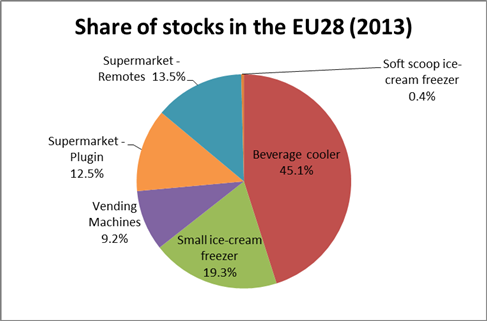 Share of stocks in the EU28 (2013)
Supermarket -
Remotes 13.5%
Soft scoop ice-
cream freezer
0.4%
Beverage cooler
45.1%
Supermarket -
Plugin
12.5%
Vending
Machines
9.2%
Small ice-cream
freezer
19.3%